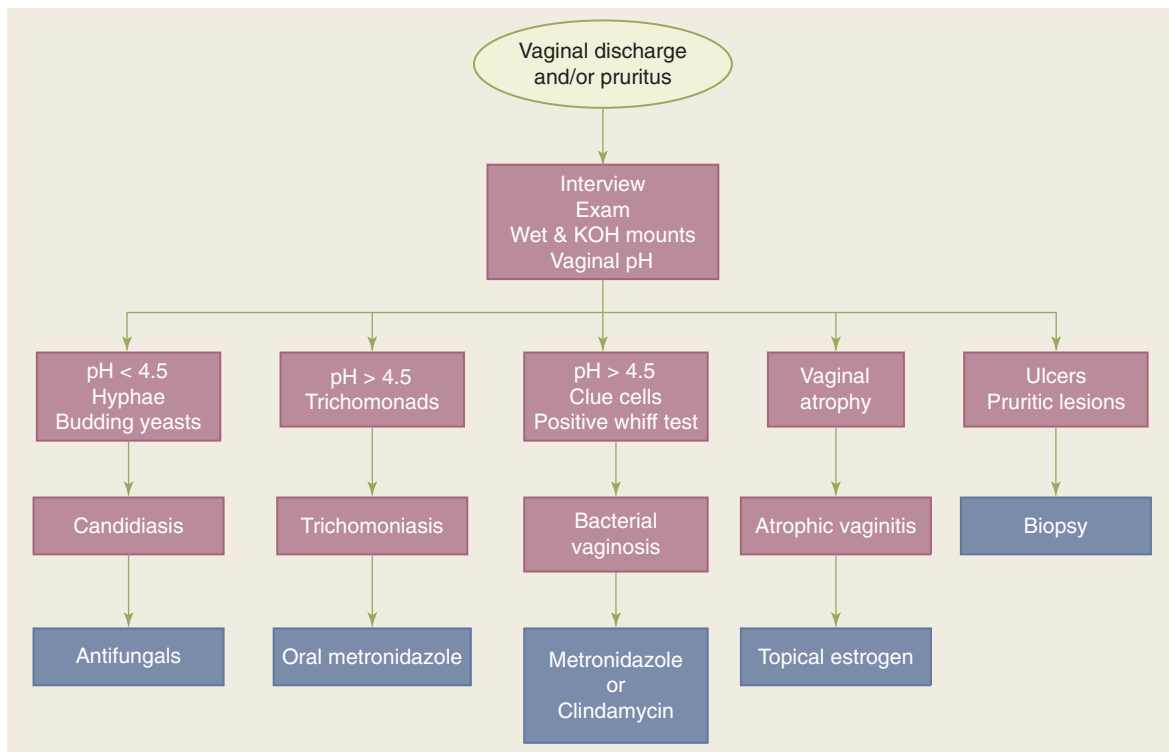 Vaginal discharge
and/or pruritus
Interview
Exam
Wet & KOH mounts
Vaginal pH
pH < 4.5
Hyphae
Budding yeasts
pH > 4.5
Trichomonads
pH > 4.5
Clue cells
Positive whiff test
Vaginal
atrophy
Ulcers
Pruritic lesions
Candidiasis
Trichomoniasis
Bacterial
vaginosis
Atrophic vaginitis
Biopsy
Antifungals
Oral metronidazole
Metronidazole
or
Clindamycin
Topical estrogen